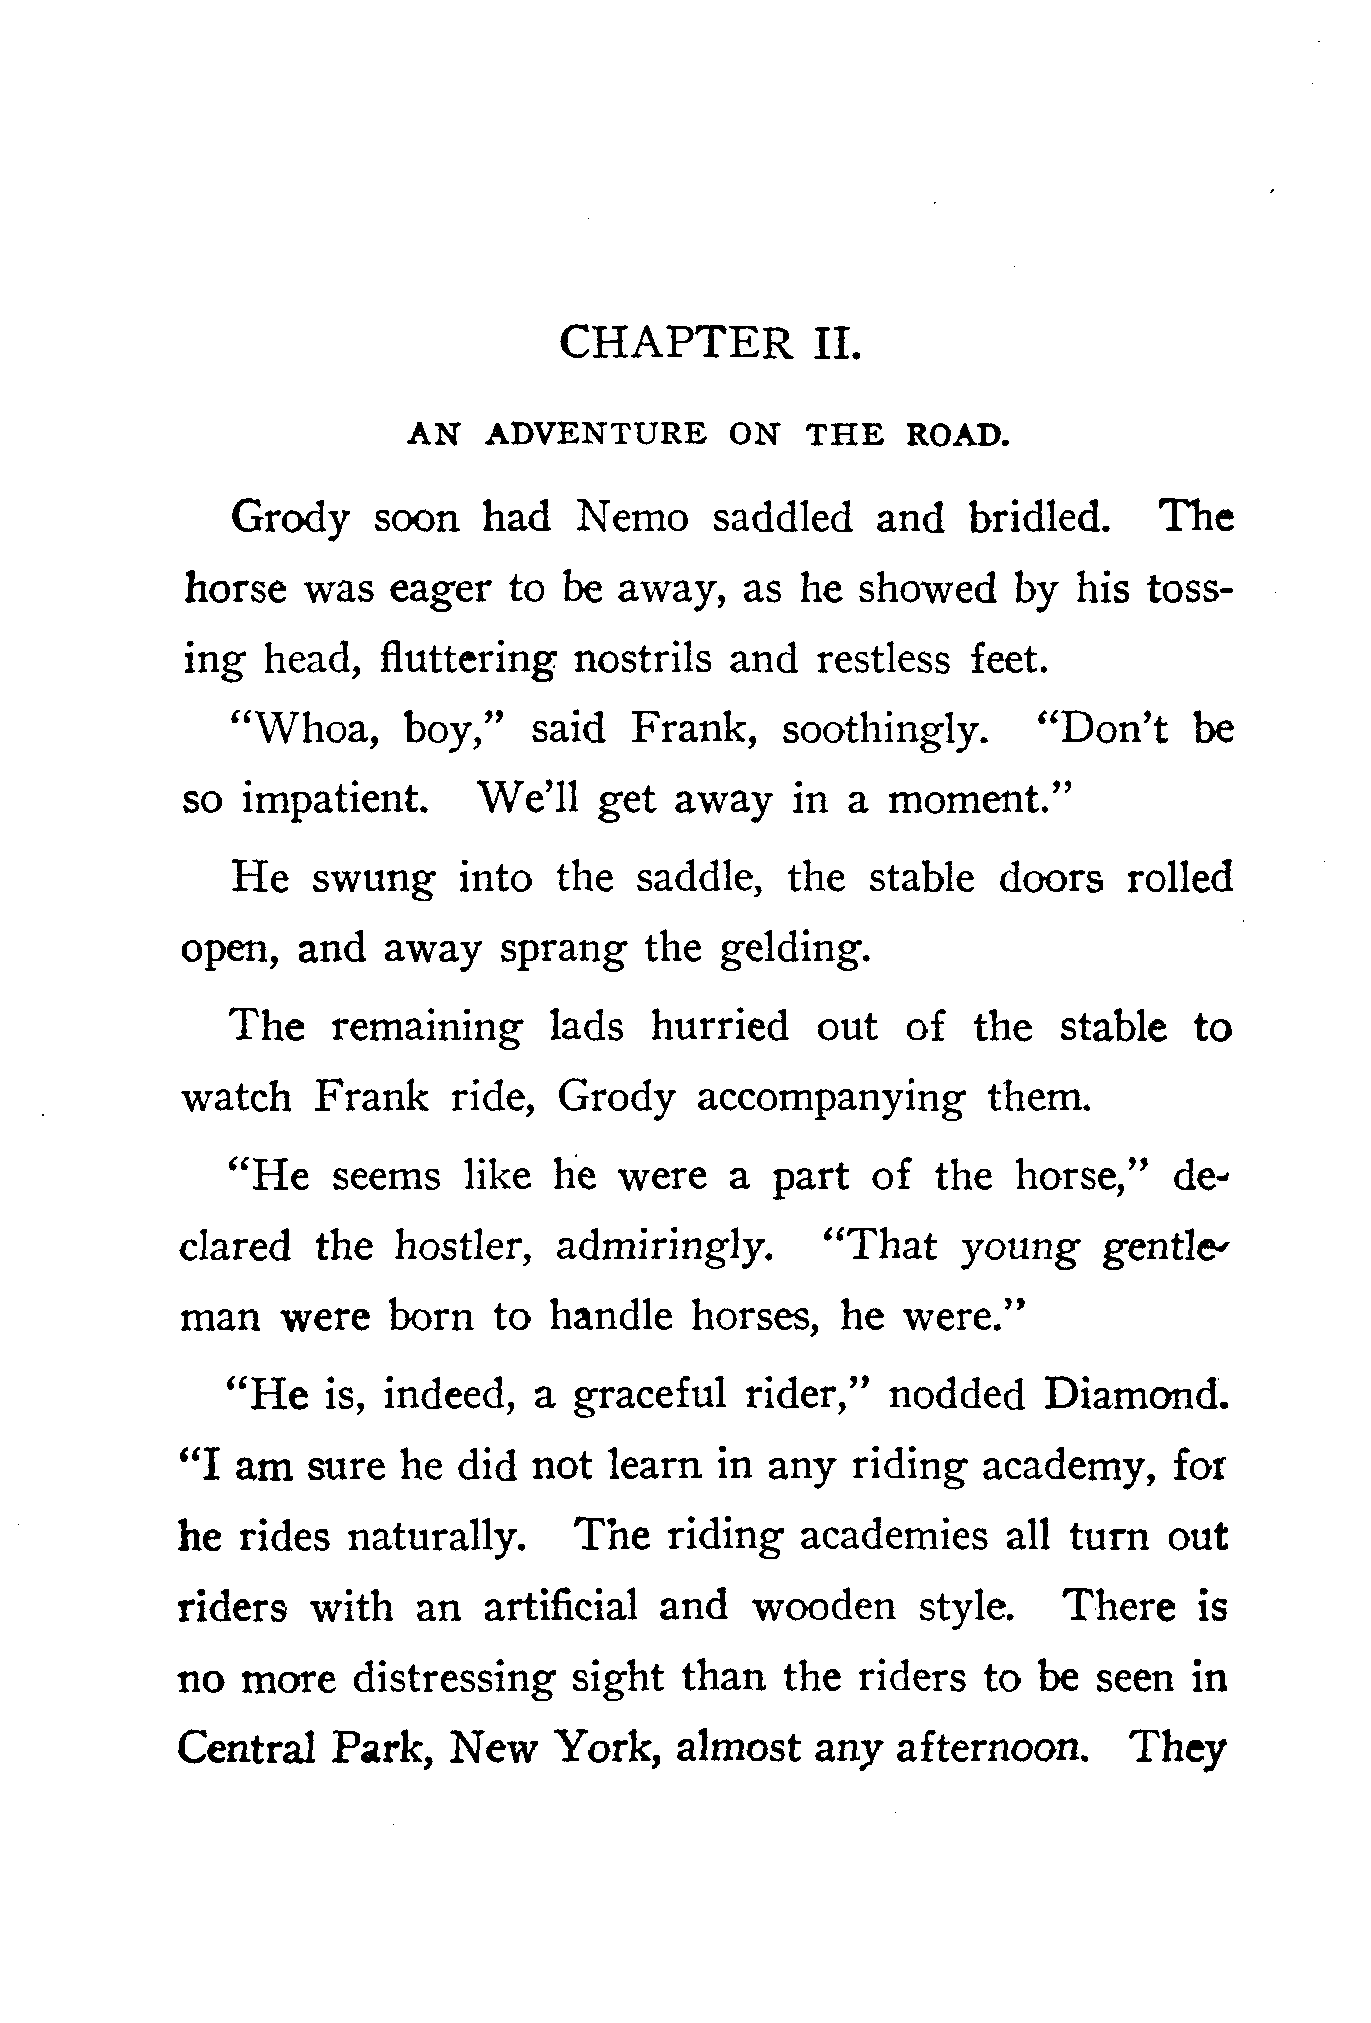 CHAPTER II.
AN ADVENTURE ON THE ROAD.
Grody soon had Nemo saddled and bridled. The
horse was eager to be away, as he showed by his toss-
ing head, fluttering nostrils and restless feet.
“Whoa, boy,” said Frank, soothingly. “Don’t be
so impatient. We’ll get away in a moment.”
He swung into the saddle, the stable doors rolled
open, and away sprang the gelding.
The remaining lads hurried out of the stable to
watch Frank ride, Grody accompanying them.
“He seems like he were a part of the horse,” de-
clared the hostler, admiringly. “That young gentle-
man were born to handle horses, he were.”
“He is, indeed, a graceful rider,” nodded Diamond.
“I am sure he did not learn in any riding academy, for
he rides naturally. The riding academies all turn out
riders with an artificial and wooden style. There is
no more distressing sight than the riders to be seen in
Central Park, New York, almost any afternoon. They